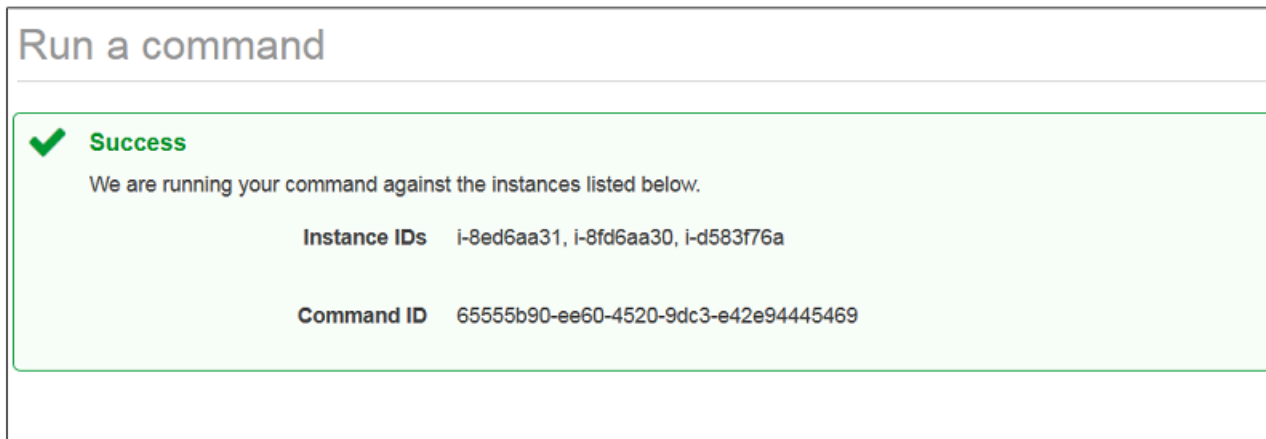 Run a command
Success
We are running your command against the instances listed below.
Instance IDs i-8ed6aa31, i-8fd6aa30, i-d583f76a
Command ID 65555b90-ee60-4520-9dc3-e42e94445469